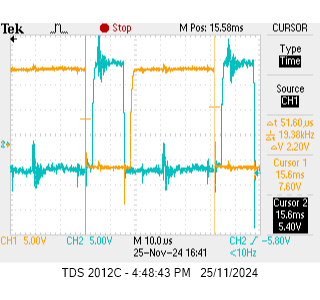 Tek Stop M Pos: 15.58ms CURSOR
Type
Time
Source
CH1
Δt 51.60µs
1/Δt 19.38kHz
ΔV 2.20V
Cursor 1
15.6ms
7.60V
Cursor 2
15.6ms
5.40V
2
CH1 5.00V CH2 5.00V M 10.0µs CH2 -5.80V
25-Nov-24 16:41 <10Hz
TDS 2012C - 4:48:43 PM 25/11/2024